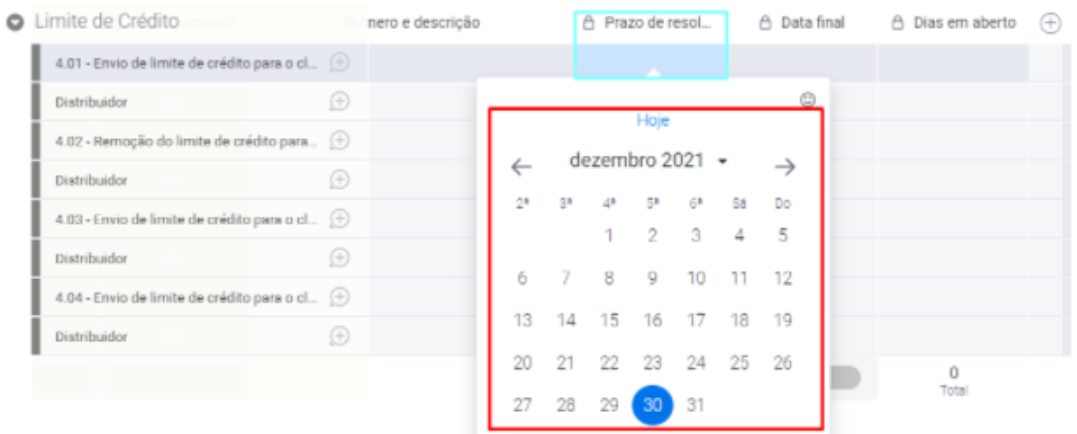 Limite de Crédito
mero e descrição
Prazo de resol...
Data final
Dias em aberto
4.01 - Envio de limite de crédito para o cl...
Distribuidor
4.02 - Remoção do limite de crédito para...
Distribuidor
4.03 - Envio de limite de crédito para o cl...
Distribuidor
4.04 - Envio de limite de crédito para o cl...
Distribuidor
Hoje
dezembro 2021
2ª 3ª 4ª 5ª 6ª Sá Do
1 2 3 4 5
6 7 8 9 10 11 12
13 14 15 16 17 18 19
20 21 22 23 24 25 26
27 28 29 30 31
0
Total